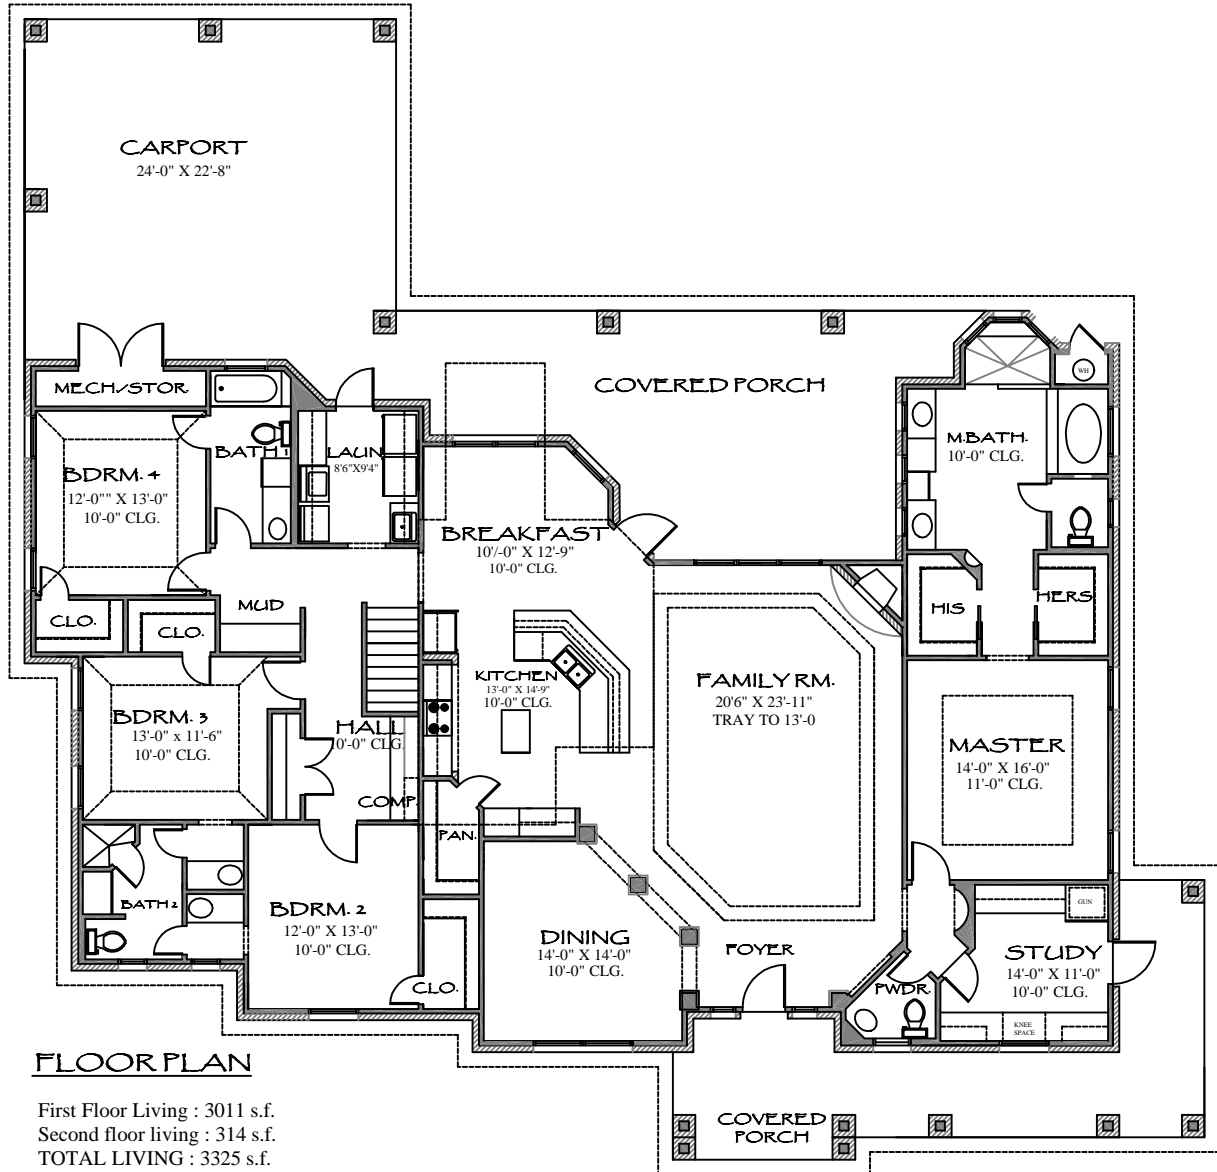 CARPORT
24'-0" X 22'-8"
MECH./STOR.
COVERED PORCH
WH
BATH 1
LAUN
8'6"X9'4"
BDRM. 4
12'-0"" X 13'-0"
10'-0" CLG.
M.BATH.
10'-0" CLG.
BREAKFAST
10'/-0" X 12'-9"
10'-0" CLG.
CLO.
CLO.
MUD
HIS
HERS
KITCHEN
13'-0" X 14'-9"
10'-0" CLG.
FAMILY RM.
20'6" X 23'-11"
TRAY TO 13'-0
BDRM. 3
13'-0" x 11'-6"
10'-0" CLG.
HALL
10'-0" CLG.
MASTER
14'-0" X 16'-0"
11'-0" CLG.
COMP.
PAN.
BATH 2
BDRM. 2
12'-0" X 13'-0"
10'-0" CLG.
CLO.
DINING
14'-0" X 14'-0"
10'-0" CLG.
FOYER
GUN
STUDY
14'-0" X 11'-0"
10'-0" CLG.
PWDR.
KNEE
SPACE
COVERED
PORCH
FLOOR PLAN
First Floor Living : 3011 s.f.
Second floor living : 314 s.f.
TOTAL LIVING : 3325 s.f.